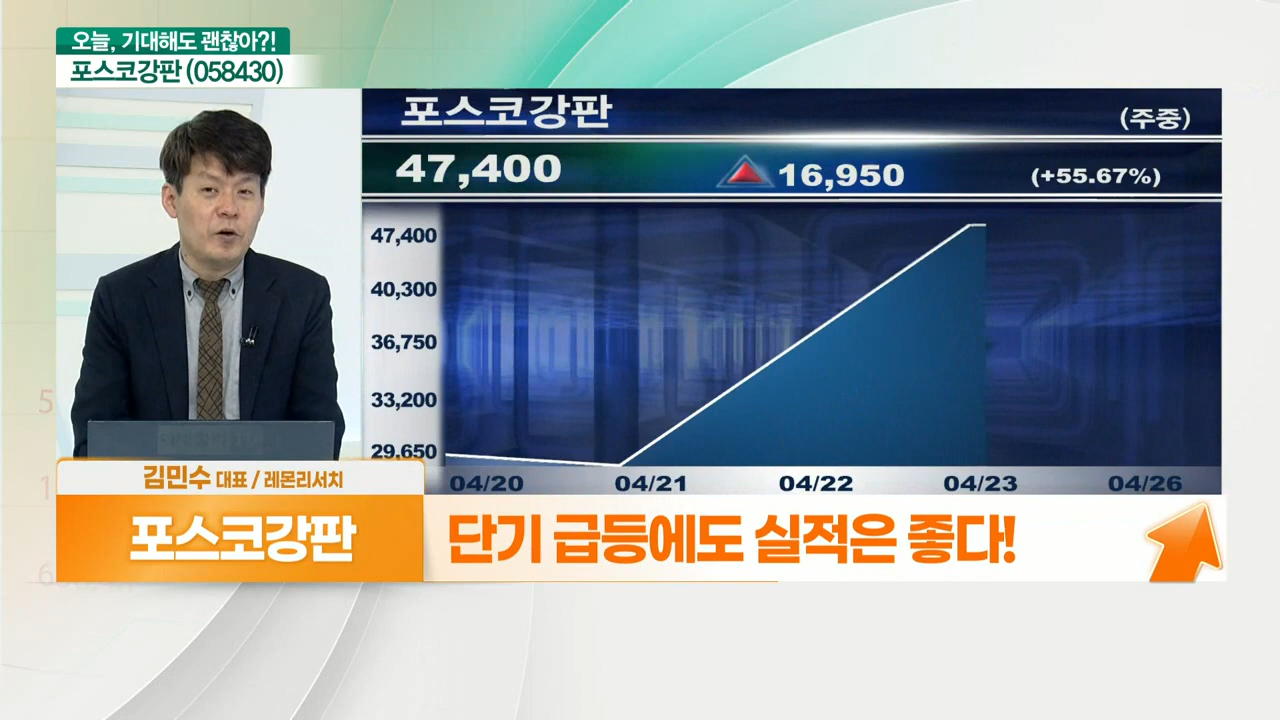 오늘, 기대해도 괜찮아?!
포스코강판 (058430)
포스코강판
(주중)
47,400
16,950
(+55.67%)
47,400
40,300
36,750
33,200
29,650
04/20 04/21 04/22 04/23 04/26
김민수 대표 / 레몬리서치
포스코강판
단기 급등에도 실적은 좋다!
5
1
6